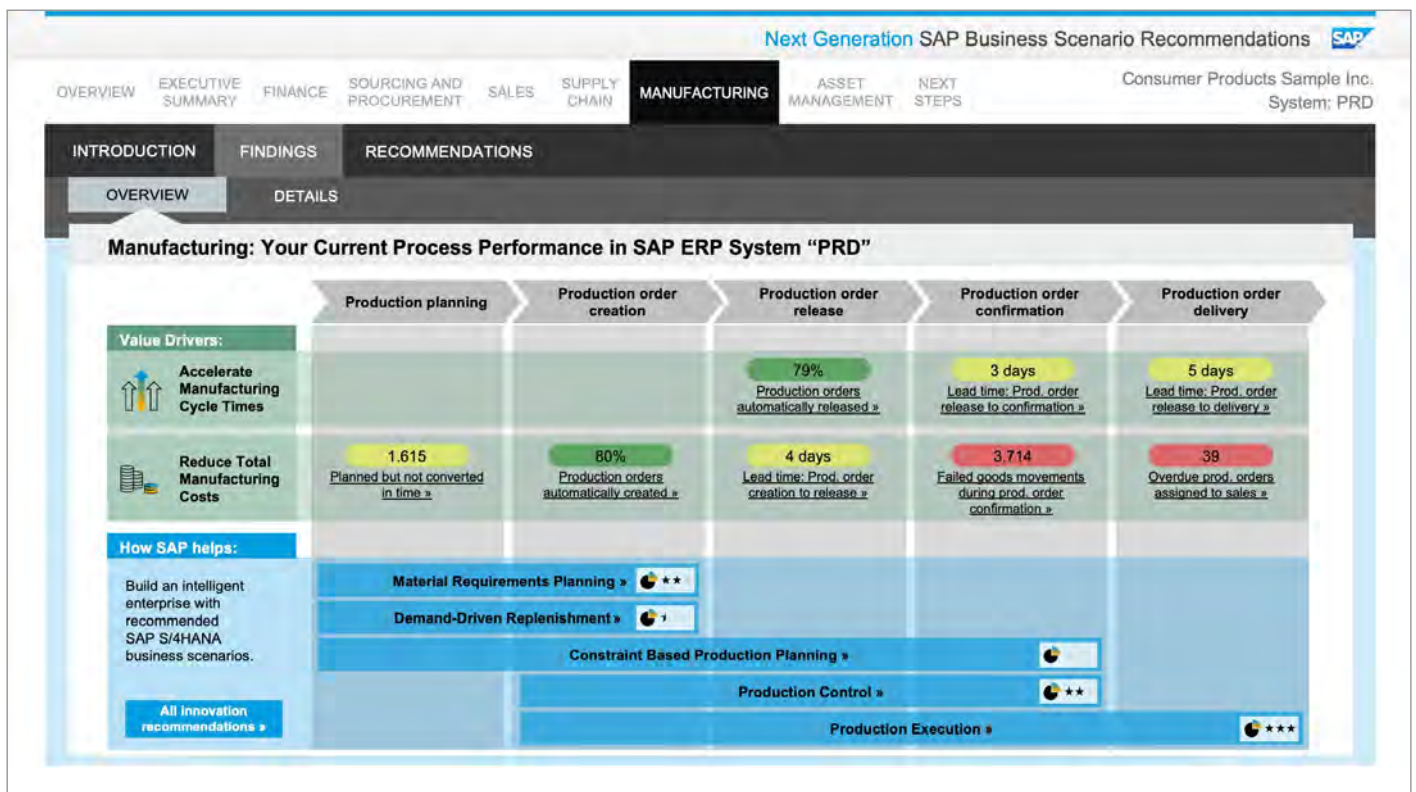 Next Generation SAP Business Scenario Recommendations
SAP
OVERVIEW
EXECUTIVE
SUMMARY
FINANCE
SOURCING AND
PROCUREMENT
SALES
SUPPLY
CHAIN
MANUFACTURING
ASSET
MANAGEMENT
NEXT
STEPS
Consumer Products Sample Inc.
System: PRD
INTRODUCTION
FINDINGS
RECOMMENDATIONS
OVERVIEW
DETAILS
Manufacturing: Your Current Process Performance in SAP ERP System “PRD”
Production planning
Production order
creation
Production order
release
Production order
confirmation
Production order
delivery
Value Drivers:
Accelerate
Manufacturing
Cycle Times
79%
Production orders
automatically released »
3 days
Lead time: Prod. order
release to confirmation »
5 days
Lead time: Prod. order
release to delivery »
Reduce Total
Manufacturing
Costs
1.615
Planned but not converted
in time »
80%
Production orders
automatically created »
4 days
Lead time: Prod. order
creation to release »
3.714
Failed goods movements
during prod. order
confirmation »
39
Overdue prod. orders
assigned to sales »
How SAP helps:
Build an intelligent
enterprise with
recommended
SAP S/4HANA
business scenarios.
All innovation
recommendations »
Material Requirements Planning »
Demand-Driven Replenishment »
Constraint Based Production Planning »
Production Control »
Production Execution »